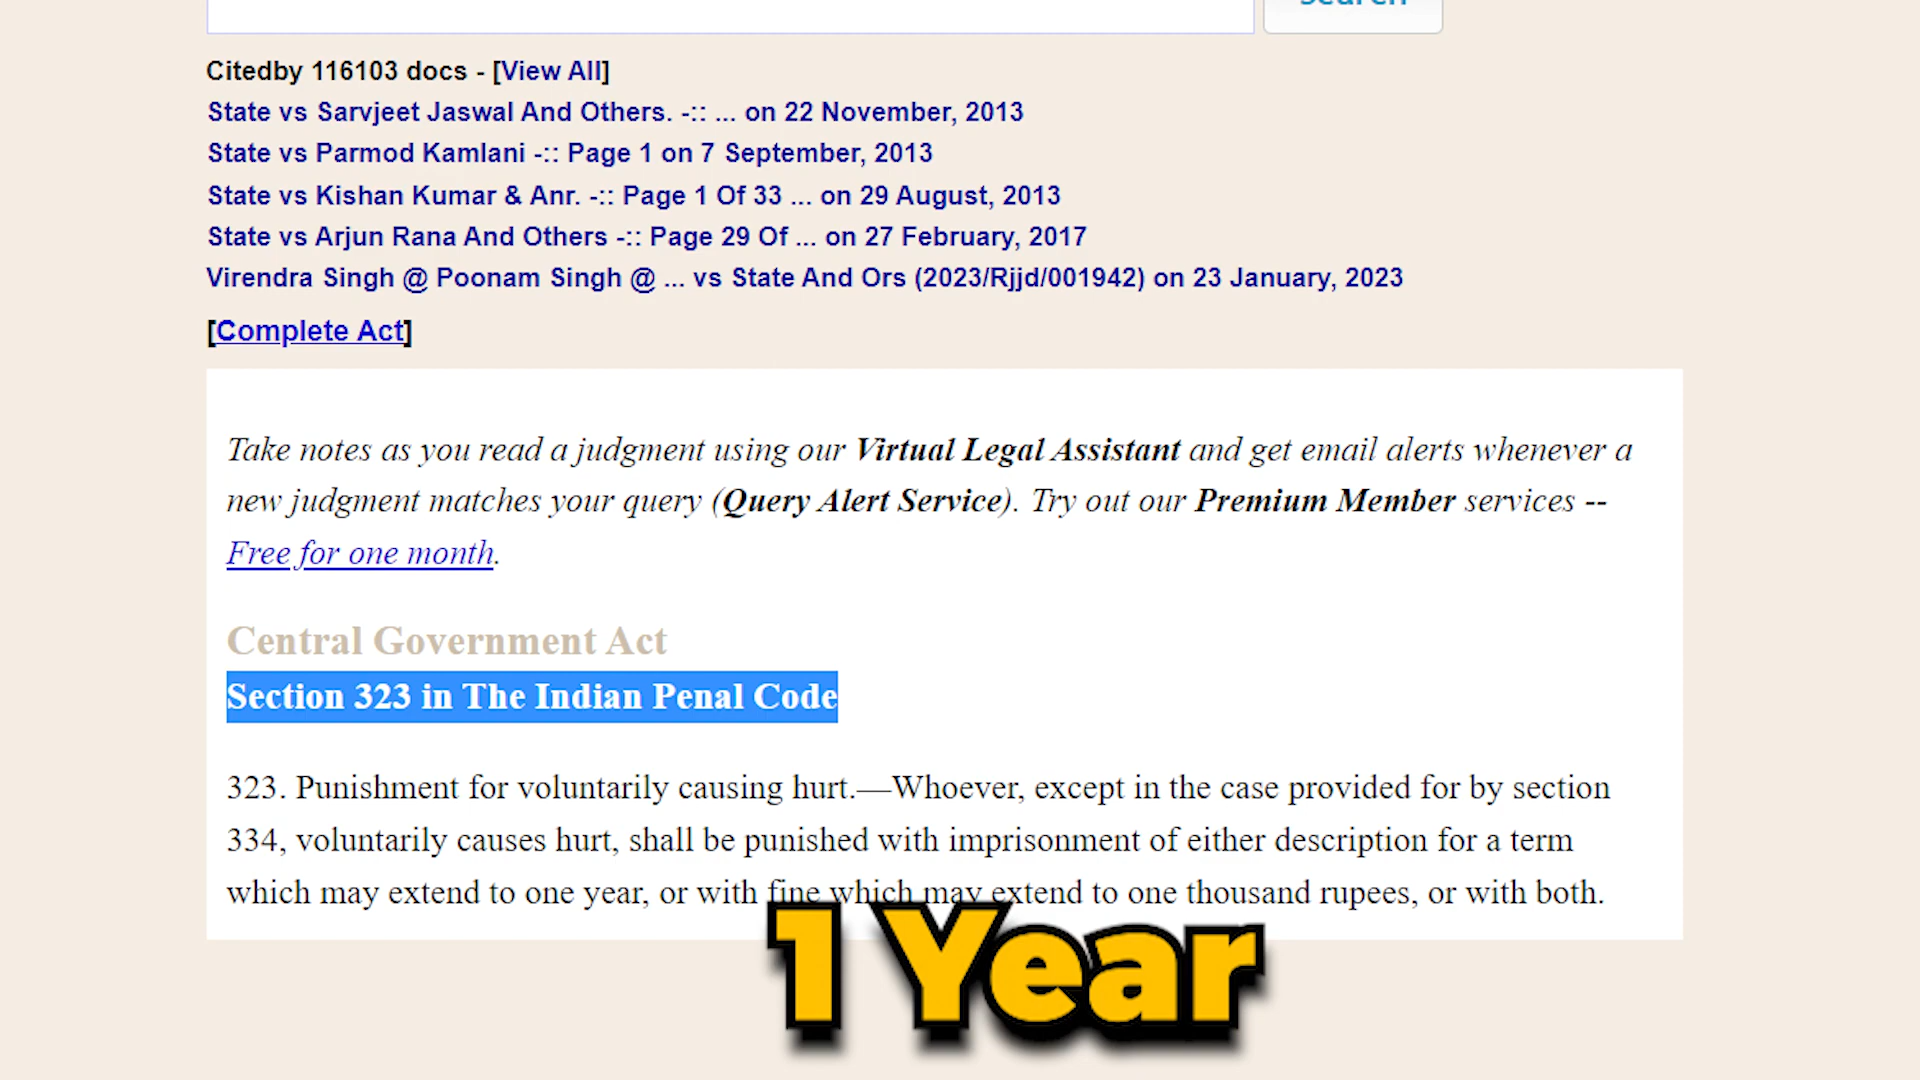 Search
Citedby 116103 docs - [View All]
State vs Sarvjeet Jaswal And Others. -:: ... on 22 November, 2013
State vs Parmod Kamlani -:: Page 1 on 7 September, 2013
State vs Kishan Kumar & Anr. -:: Page 1 Of 33 ... on 29 August, 2013
State vs Arjun Rana And Others -:: Page 29 Of ... on 27 February, 2017
Virendra Singh @ Poonam Singh @ ... vs State And Ors (2023/Rjjd/001942) on 23 January, 2023
[Complete Act]
Take notes as you read a judgment using our Virtual Legal Assistant and get email alerts whenever a
new judgment matches your query (Query Alert Service). Try out our Premium Member services --
Free for one month.
Central Government Act
Section 323 in The Indian Penal Code
323. Punishment for voluntarily causing hurt.—Whoever, except in the case provided for by section
334, voluntarily causes hurt, shall be punished with imprisonment of either description for a term
which may extend to one year, or with fine which may extend to one thousand rupees, or with both.
1 Year